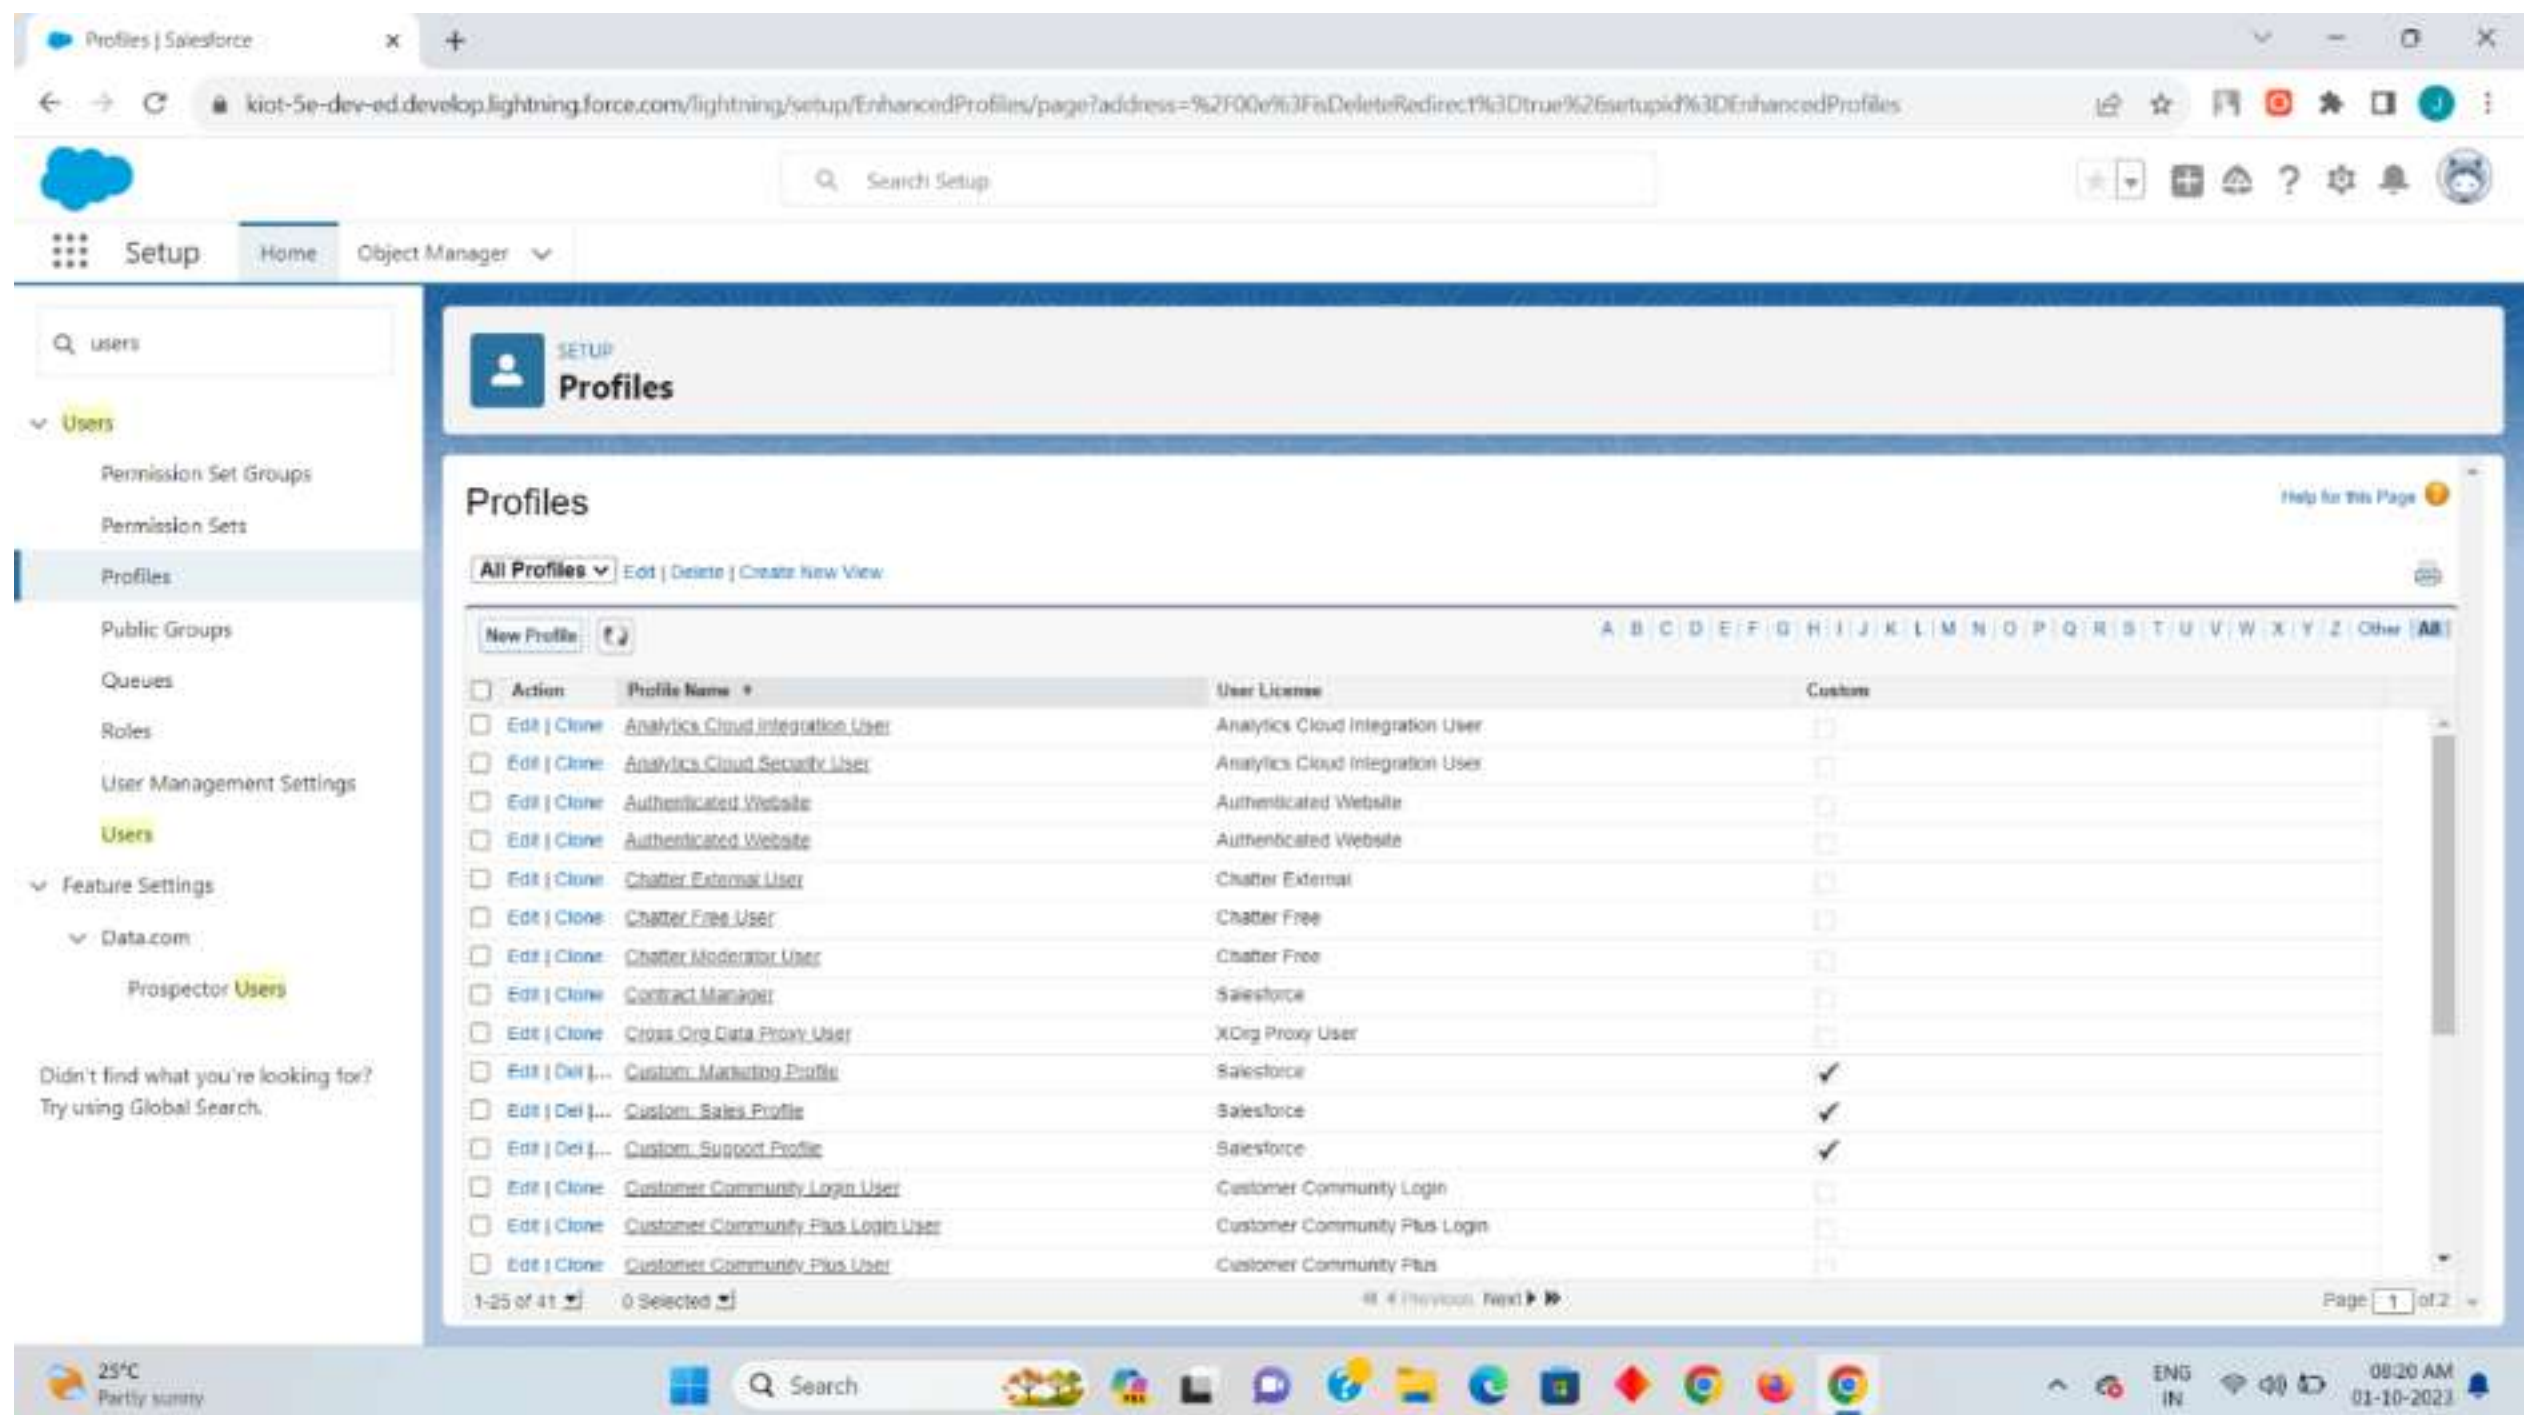 Profiles | Salesforce
kiot-5e-dev-ed.develop.lightning.force.com/lightning/setup/EnhancedProfiles/page?address=%2F00e%3FisDeleteRedirect%3Dtrue%26setupid%3DEnhancedProfiles
J
Search Setup
Setup
Home
Object Manager
users
Users
Permission Set Groups
Permission Sets
Profiles
Public Groups
Queues
Roles
User Management Settings
Users
Feature Settings
Data.com
Prospector Users
Didn't find what you're looking for?
Try using Global Search.
SETUP
Profiles
Profiles
Help for this Page
All Profiles Edit | Delete | Create New View
New Profile
A B C D E F G H I J K L M N O P Q R S T U V W X Y Z Other All
Action Profile Name User License Custom
Edit | Clone Analytics Cloud Integration User Analytics Cloud Integration User
Edit | Clone Analytics Cloud Security User Analytics Cloud Integration User
Edit | Clone Authenticated Website Authenticated Website
Edit | Clone Authenticated Website Authenticated Website
Edit | Clone Chatter External User Chatter External
Edit | Clone Chatter Free User Chatter Free
Edit | Clone Chatter Moderator User Chatter Free
Edit | Clone Contract Manager Salesforce
Edit | Clone Cross Org Data Proxy User XOrg Proxy User
Edit | Del |... Custom: Marketing Profile Salesforce
Edit | Del |... Custom: Sales Profile Salesforce
Edit | Del |... Custom: Support Profile Salesforce
Edit | Clone Customer Community Login User Customer Community Login
Edit | Clone Customer Community Plus Login User Customer Community Plus Login
Edit | Clone Customer Community Plus User Customer Community Plus
1-25 of 41 0 Selected Previous Next Page 1 of 2
25°C
Partly sunny
Search
ENG
IN
08:20 AM
01-10-2023